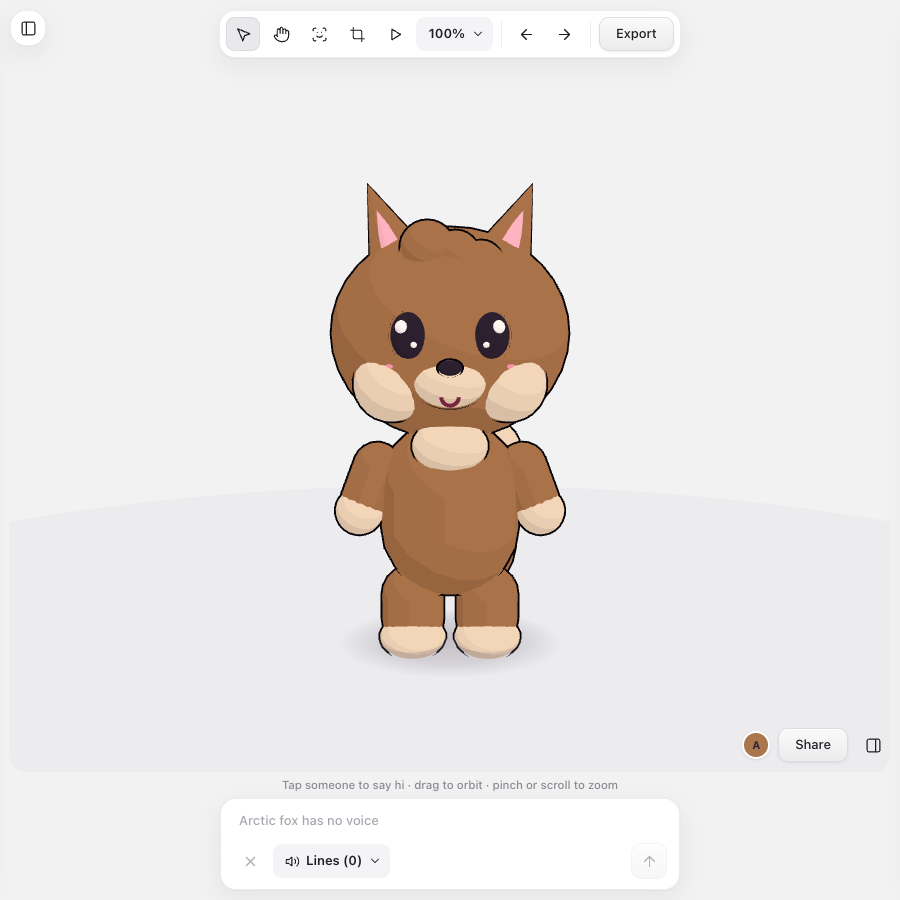 100%
Export
A
Share
Tap someone to say hi · drag to orbit · pinch or scroll to zoom
Arctic fox has no voice
Lines (0)